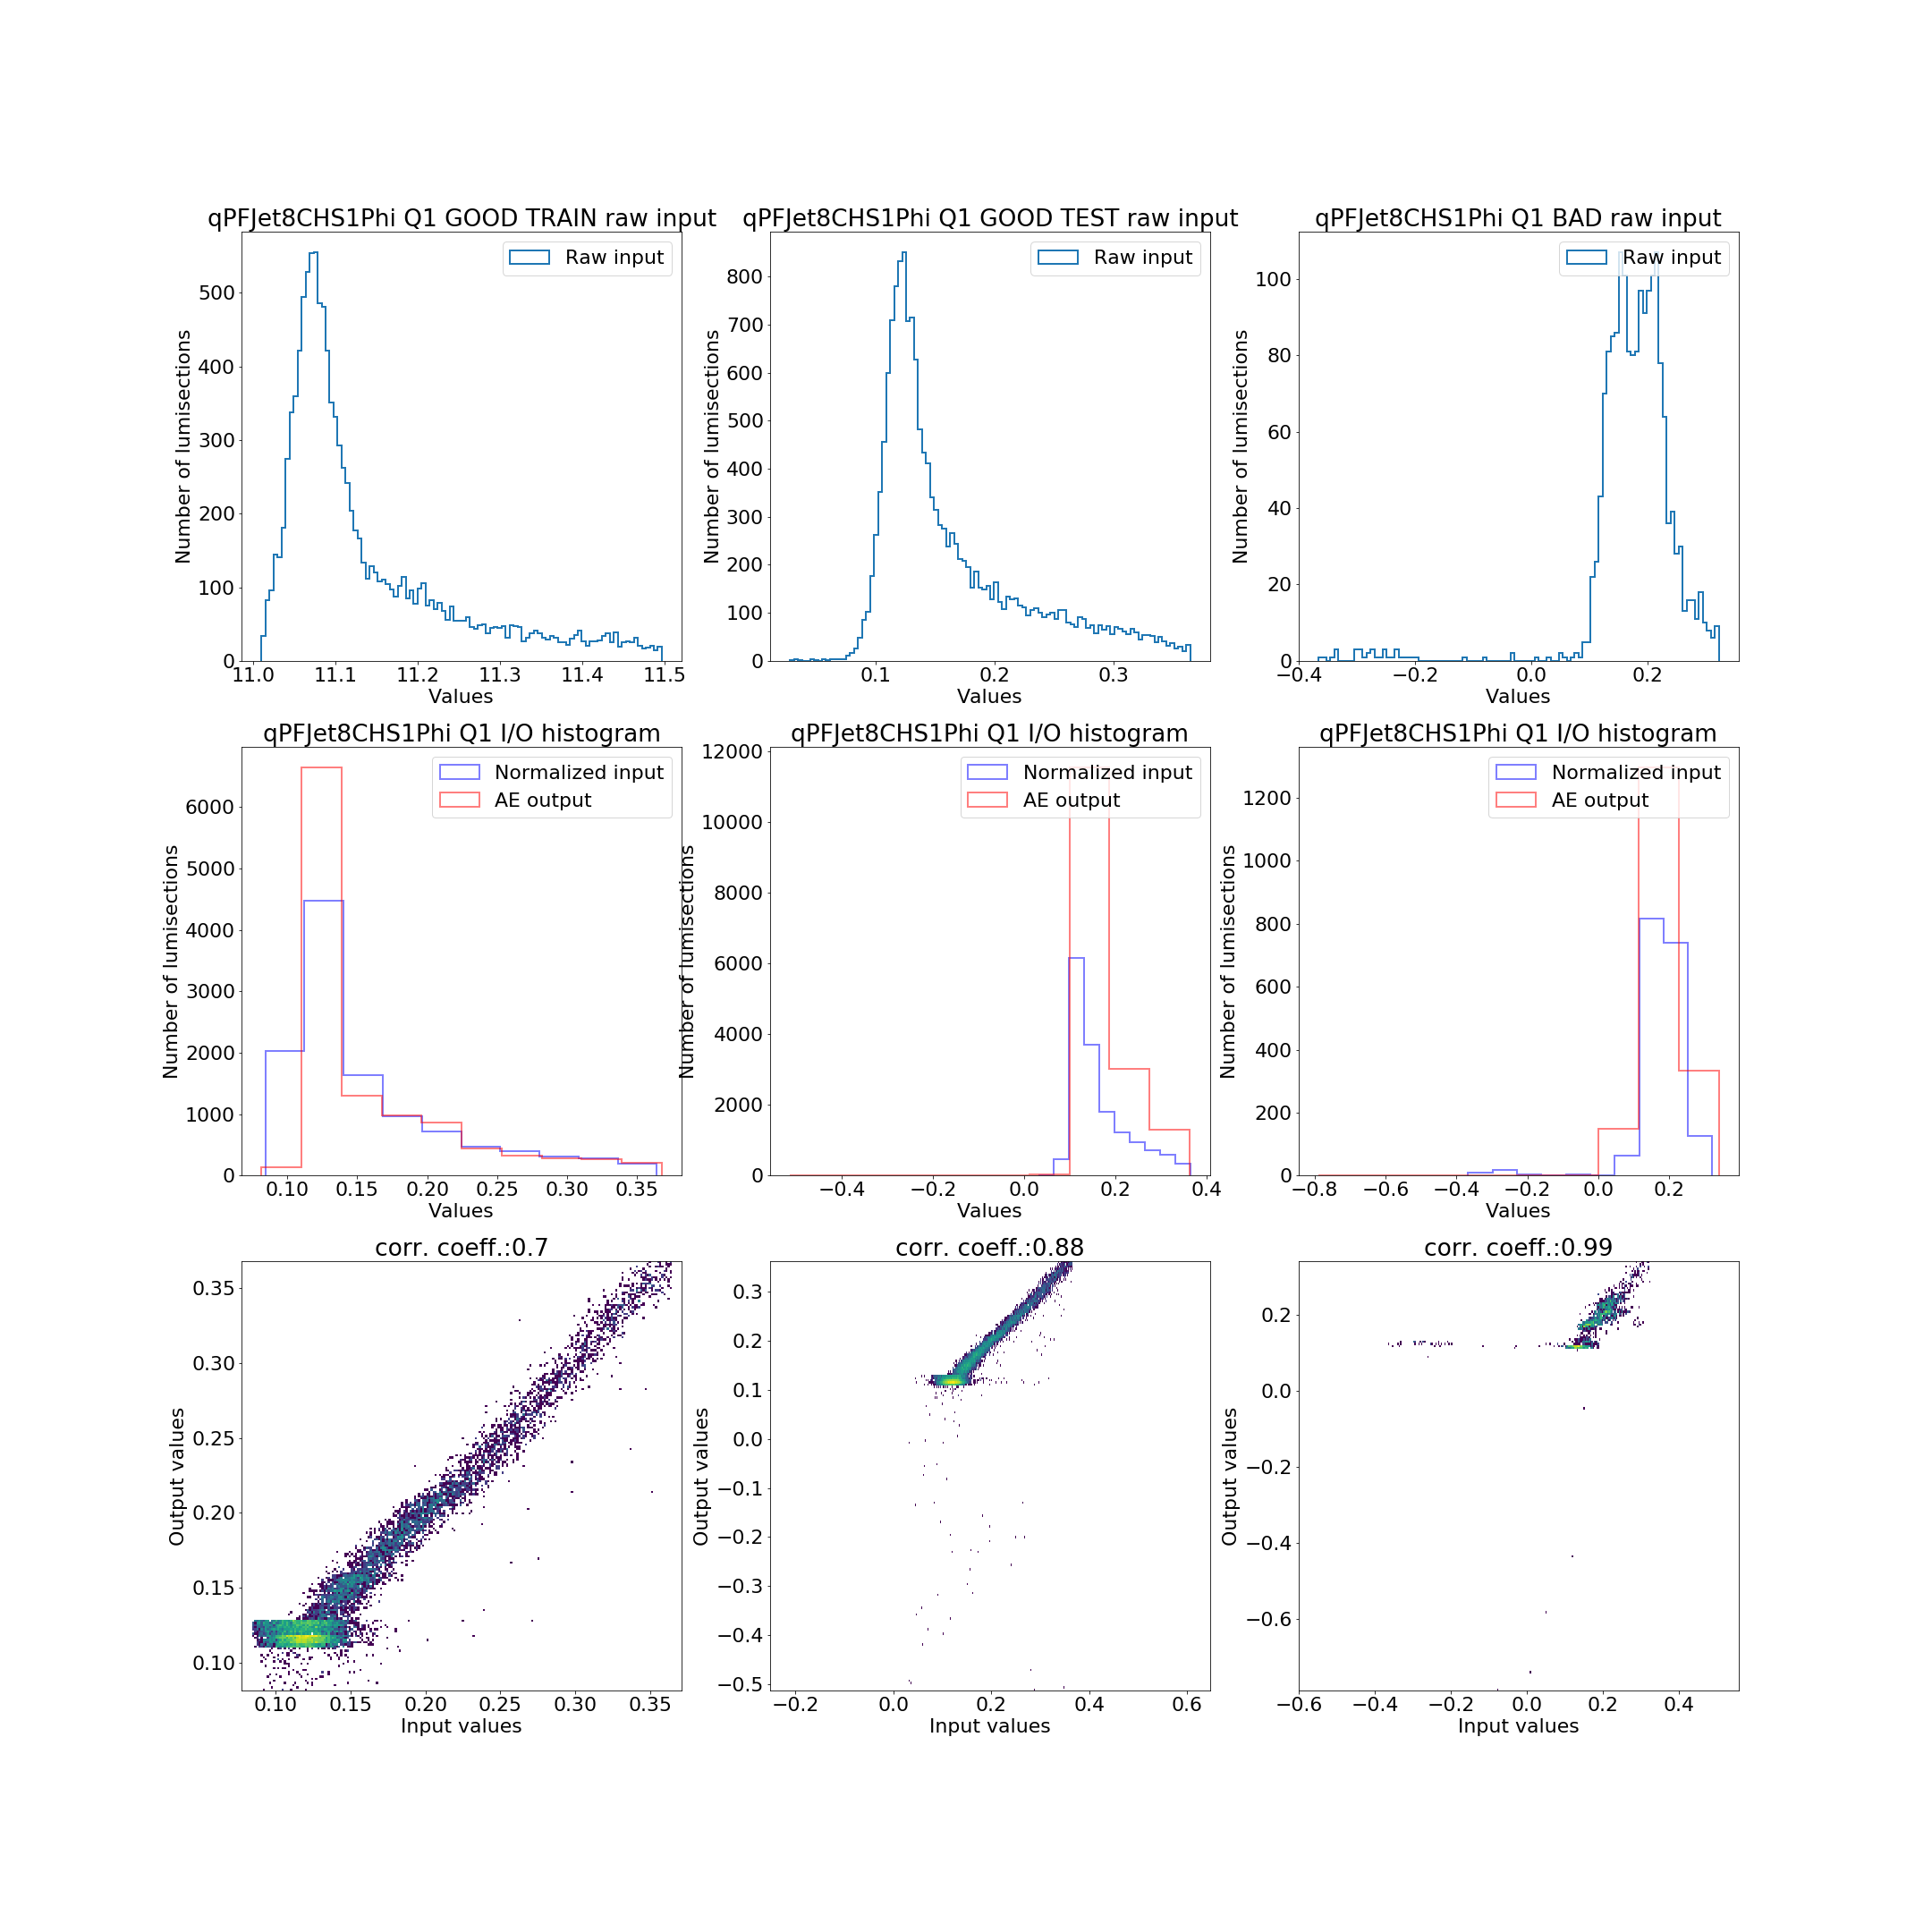 qPFJet8CHS1Phi Q1 GOOD TRAIN raw input
Raw input
Number of lumisections
0
100
200
300
400
500
11.0 11.1 11.2 11.3 11.4 11.5
Values
qPFJet8CHS1Phi Q1 GOOD TEST raw input
Raw input
Number of lumisections
0
100
200
300
400
500
600
700
800
0.1 0.2 0.3
Values
qPFJet8CHS1Phi Q1 BAD raw input
Raw input
Number of lumisections
0
20
40
60
80
100
−0.4 −0.2 0.0 0.2
Values
qPFJet8CHS1Phi Q1 I/O histogram
Normalized input
AE output
Number of lumisections
0
1000
2000
3000
4000
5000
6000
0.10 0.15 0.20 0.25 0.30 0.35
Values
qPFJet8CHS1Phi Q1 I/O histogram
Normalized input
AE output
Number of lumisections
0
2000
4000
6000
8000
10000
12000
−0.4 −0.2 0.0 0.2 0.4
Values
qPFJet8CHS1Phi Q1 I/O histogram
Normalized input
AE output
Number of lumisections
0
200
400
600
800
1000
1200
−0.8 −0.6 −0.4 −0.2 0.0 0.2
Values
corr. coeff.:0.7
Output values
0.10
0.15
0.20
0.25
0.30
0.35
0.10 0.15 0.20 0.25 0.30 0.35
Input values
corr. coeff.:0.88
Output values
−0.5
−0.4
−0.3
−0.2
−0.1
0.0
0.1
0.2
0.3
−0.2 0.0 0.2 0.4 0.6
Input values
corr. coeff.:0.99
Output values
−0.6
−0.4
−0.2
0.0
0.2
−0.6 −0.4 −0.2 0.0 0.2 0.4
Input values